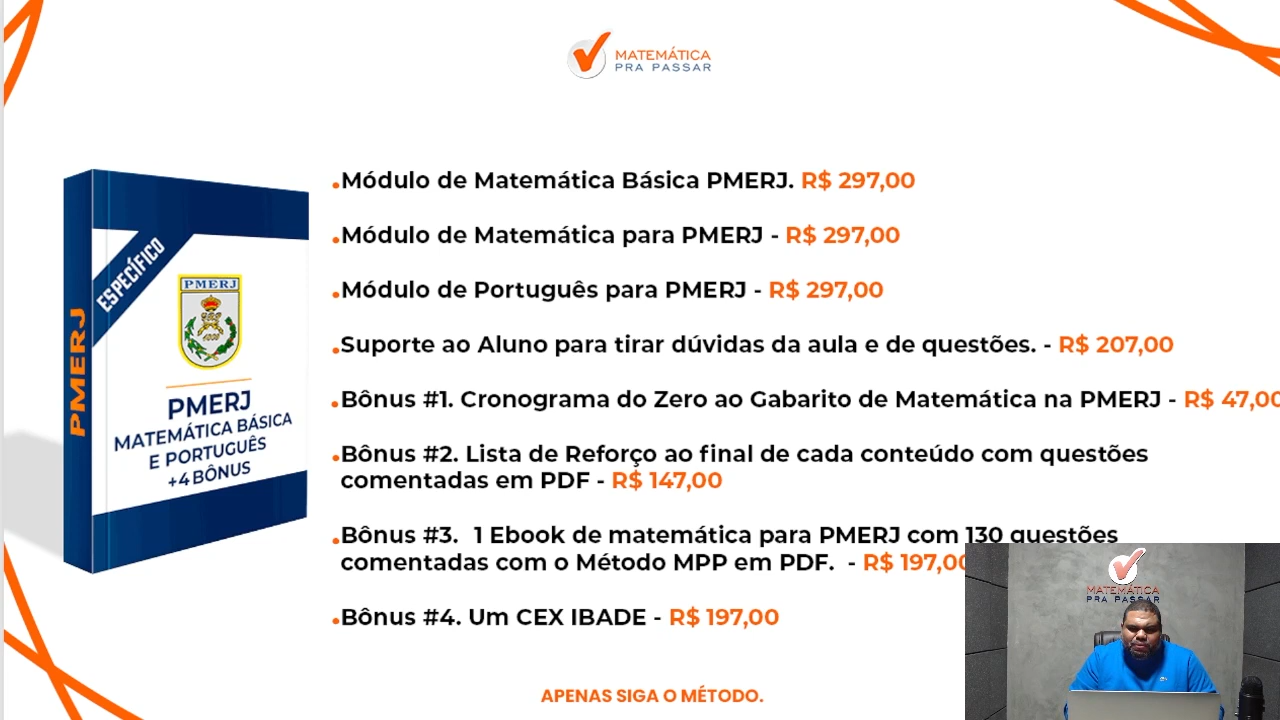 MATEMÁTICA
PRA PASSAR
.Módulo de Matemática Básica PMERJ. R$ 297,00
.Módulo de Matemática para PMERJ - R$ 297,00
.Módulo de Português para PMERJ - R$ 297,00
.Suporte ao Aluno para tirar dúvidas da aula e de questões. - R$ 207,00
.Bônus #1. Cronograma do Zero ao Gabarito de Matemática na PMERJ - R$ 47,00
.Bônus #2. Lista de Reforço ao final de cada conteúdo com questões
comentadas em PDF - R$ 147,00
.Bônus #3. 1 Ebook de matemática para PMERJ com 130 questões
comentadas com o Método MPP em PDF. - R$ 197,00
.Bônus #4. Um CEX IBADE - R$ 197,00
APENAS SIGA O MÉTODO.
PMERJ
ESPECÍFICO
PMERJ
PMERJ
MATEMÁTICA BÁSICA
E PORTUGUÊS
+4 BÔNUS
MATEMÁTICA
PRA PASSAR